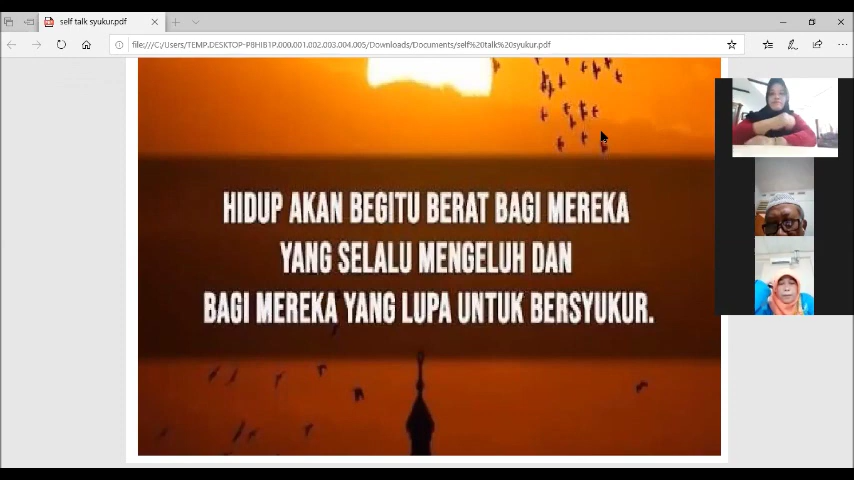 self talk syukur.pdf
file:///C:/Users/TEMP.DESKTOP-P8HIB1P.000.001.002.003.004.005/Downloads/Documents/self%20talk%20syukur.pdf
HIDUP AKAN BEGITU BERAT BAGI MEREKA
YANG SELALU MENGELUH DAN
BAGI MEREKA YANG LUPA UNTUK BERSYUKUR.